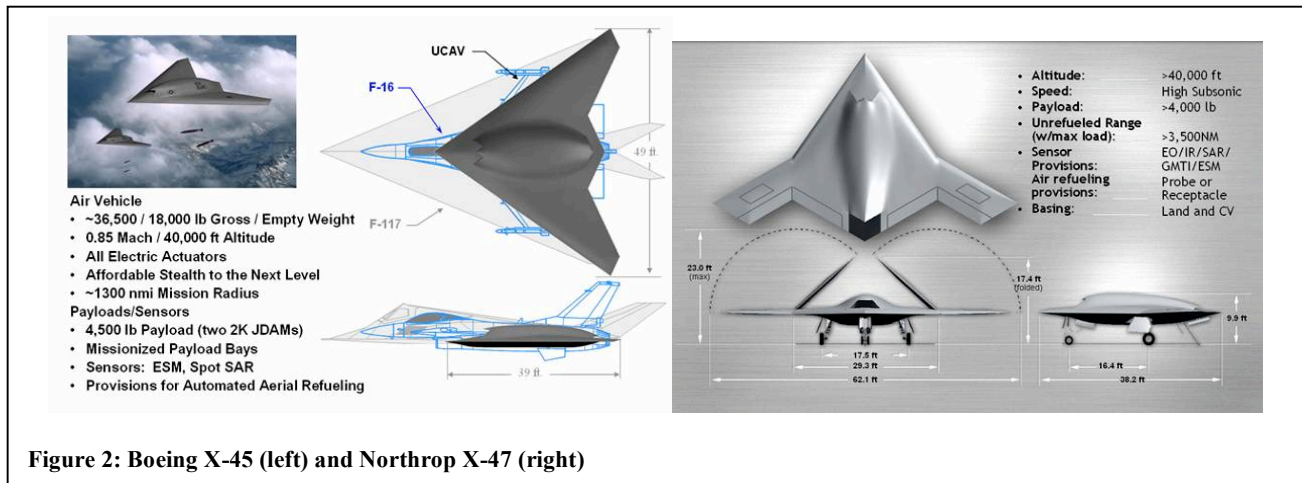 UCAV
F-16
F-117
49 ft.
39 ft.
Air Vehicle
• ~36,500 / 18,000 lb Gross / Empty Weight
• 0.85 Mach / 40,000 ft Altitude
• All Electric Actuators
• Affordable Stealth to the Next Level
• ~1300 nmi Mission Radius
Payloads/Sensors
• 4,500 lb Payload (two 2K JDAMs)
• Missionized Payload Bays
• Sensors: ESM, Spot SAR
• Provisions for Automated Aerial Refueling
• Altitude: >40,000 ft
• Speed: High Subsonic
• Payload: >4,000 lb
• Unrefueled Range
(w/max load): >3,500NM
• Sensor EO/IR/SAR/
Provisions: GMTI/ESM
Air refueling Probe or
provisions: Receptacle
• Basing: Land and CV
23.0 ft
(max)
17.4 ft
(folded)
9.9 ft
17.5 ft
29.3 ft
62.1 ft
16.4 ft
38.2 ft
Figure 2: Boeing X-45 (left) and Northrop X-47 (right)